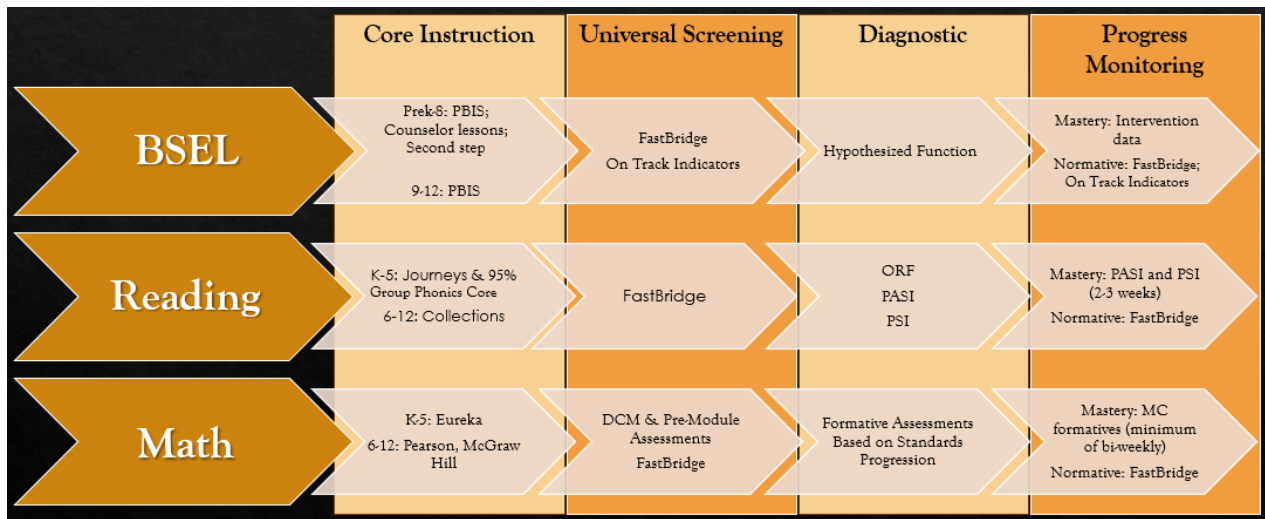 Core Instruction
Universal Screening
Diagnostic
Progress
Monitoring
BSEL
Prek-8: PBIS;
Counselor lessons;
Second step
9-12: PBIS
FastBridge
On Track Indicators
Hypothesized Function
Mastery: Intervention
data
Normative: FastBridge;
On Track Indicators
Reading
K-5: Journeys & 95%
Group Phonics Core
6-12: Collections
FastBridge
ORF
PASI
PSI
Mastery: PASI and PSI
(2-3 weeks)
Normative: FastBridge
Math
K-5: Eureka
6-12: Pearson, McGraw
Hill
DCM & Pre-Module
Assessments
FastBridge
Formative Assessments
Based on Standards
Progression
Mastery: MC
formatives (minimum
of bi-weekly)
Normative: FastBridge